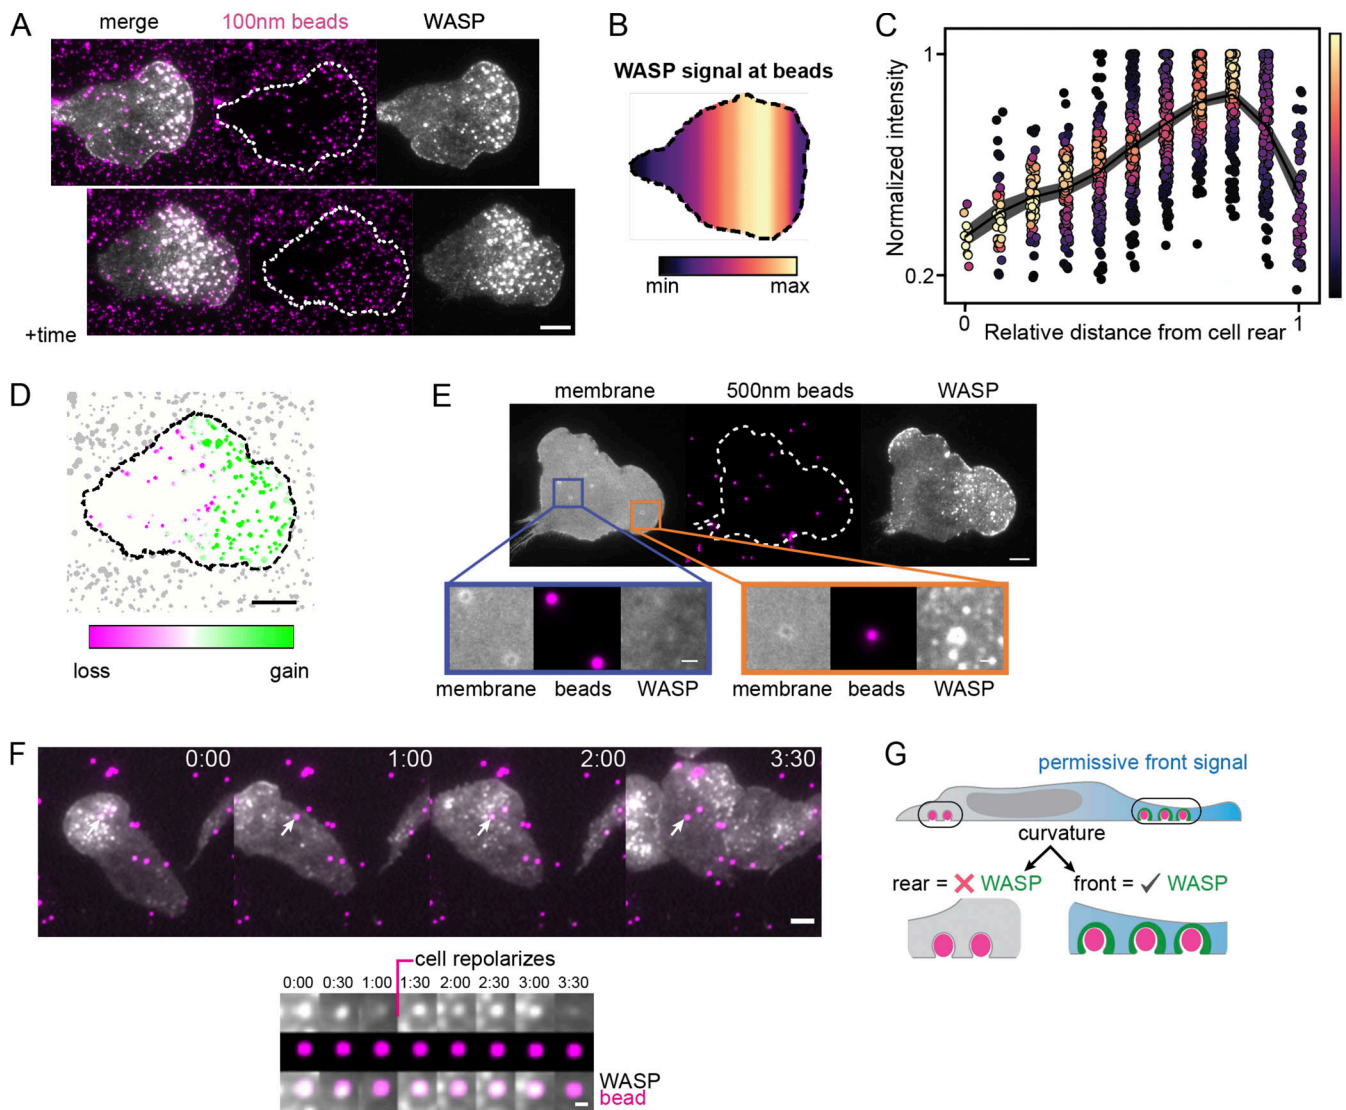 A
merge
100nm beads
WASP
+time
B
WASP signal at beads
min
max
C
Normalized intensity
1
0.2
0
1
Relative distance from cell rear
D
loss
gain
E
membrane
500nm beads
WASP
membrane
beads
WASP
membrane
beads
WASP
F
0:00
1:00
2:00
3:30
cell repolarizes
0:00 0:30 1:00 1:30 2:00 2:30 3:00 3:30
WASP
bead
G
permissive front signal
curvature
rear = ✗ WASP
front = ✓ WASP